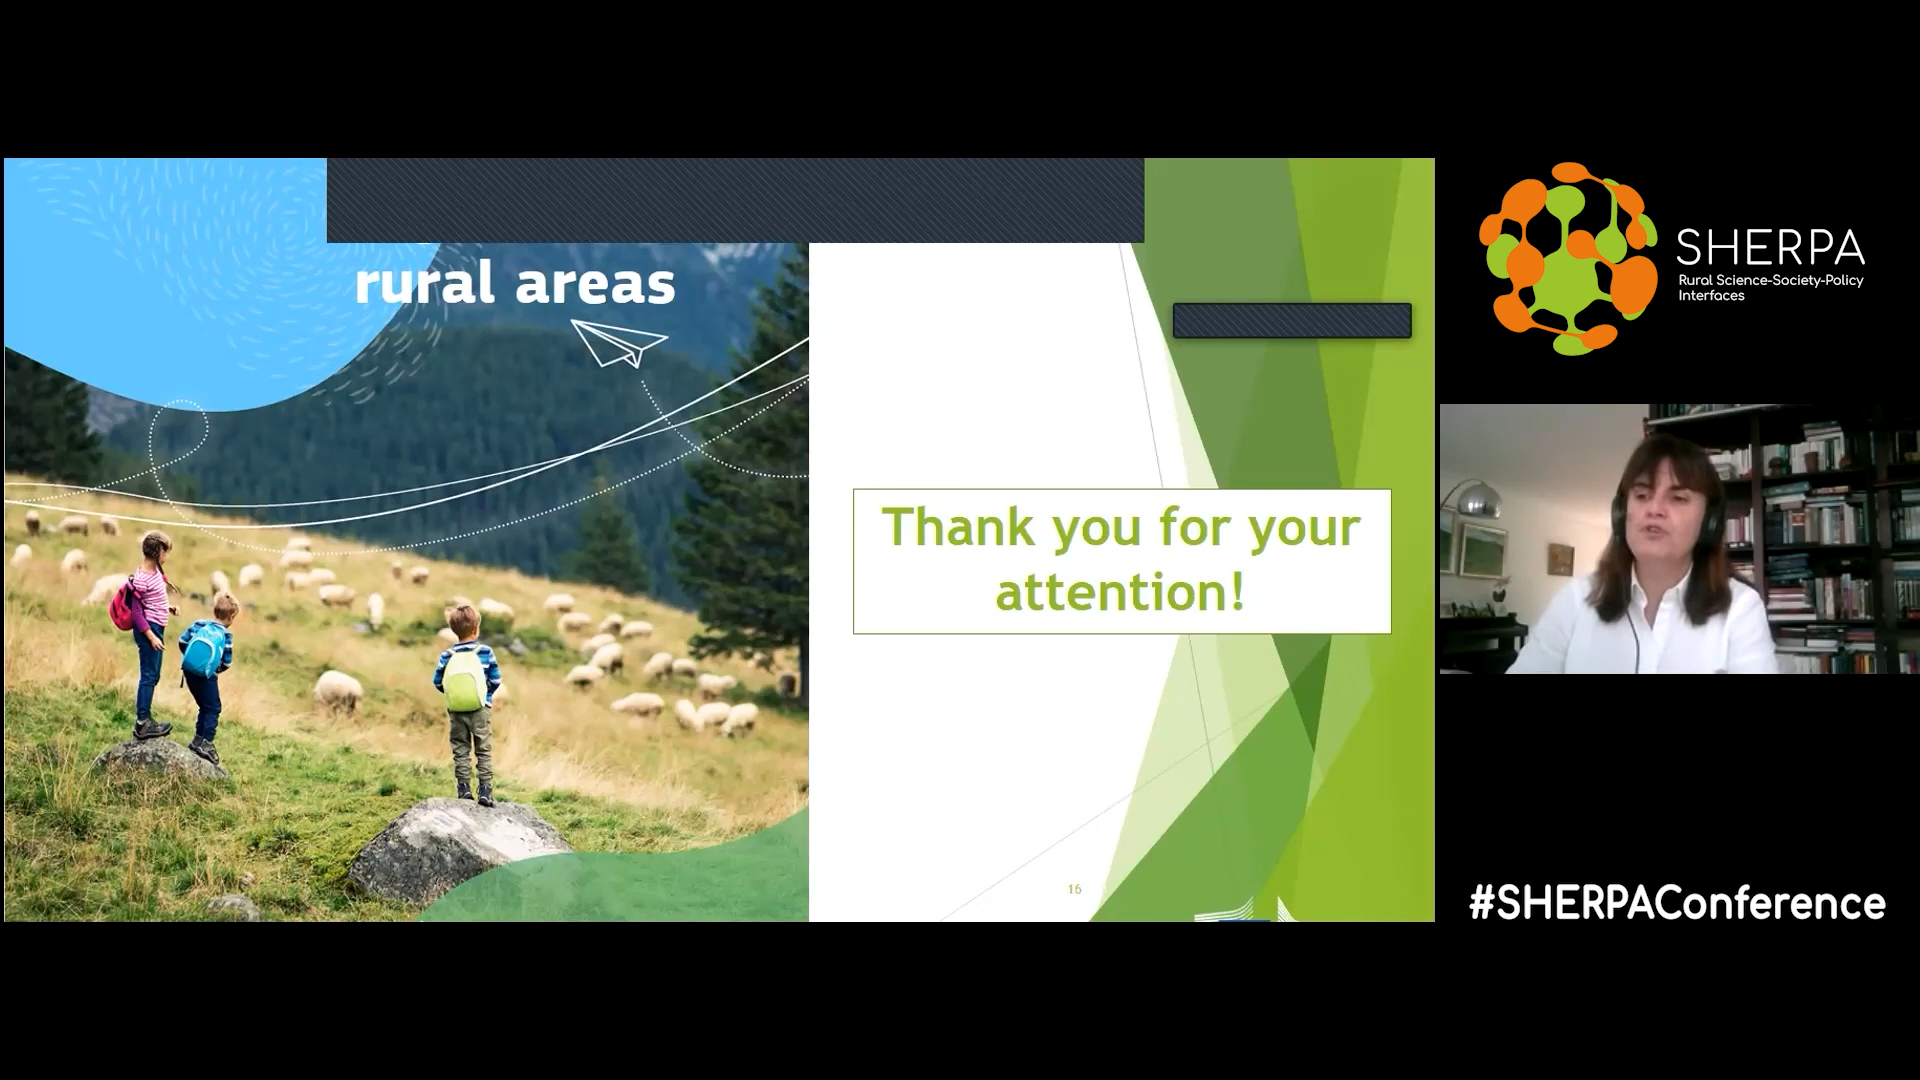 rural areas
Thank you for your
attention!
16
SHERPA
Rural Science-Society-Policy
Interfaces
#SHERPAConference